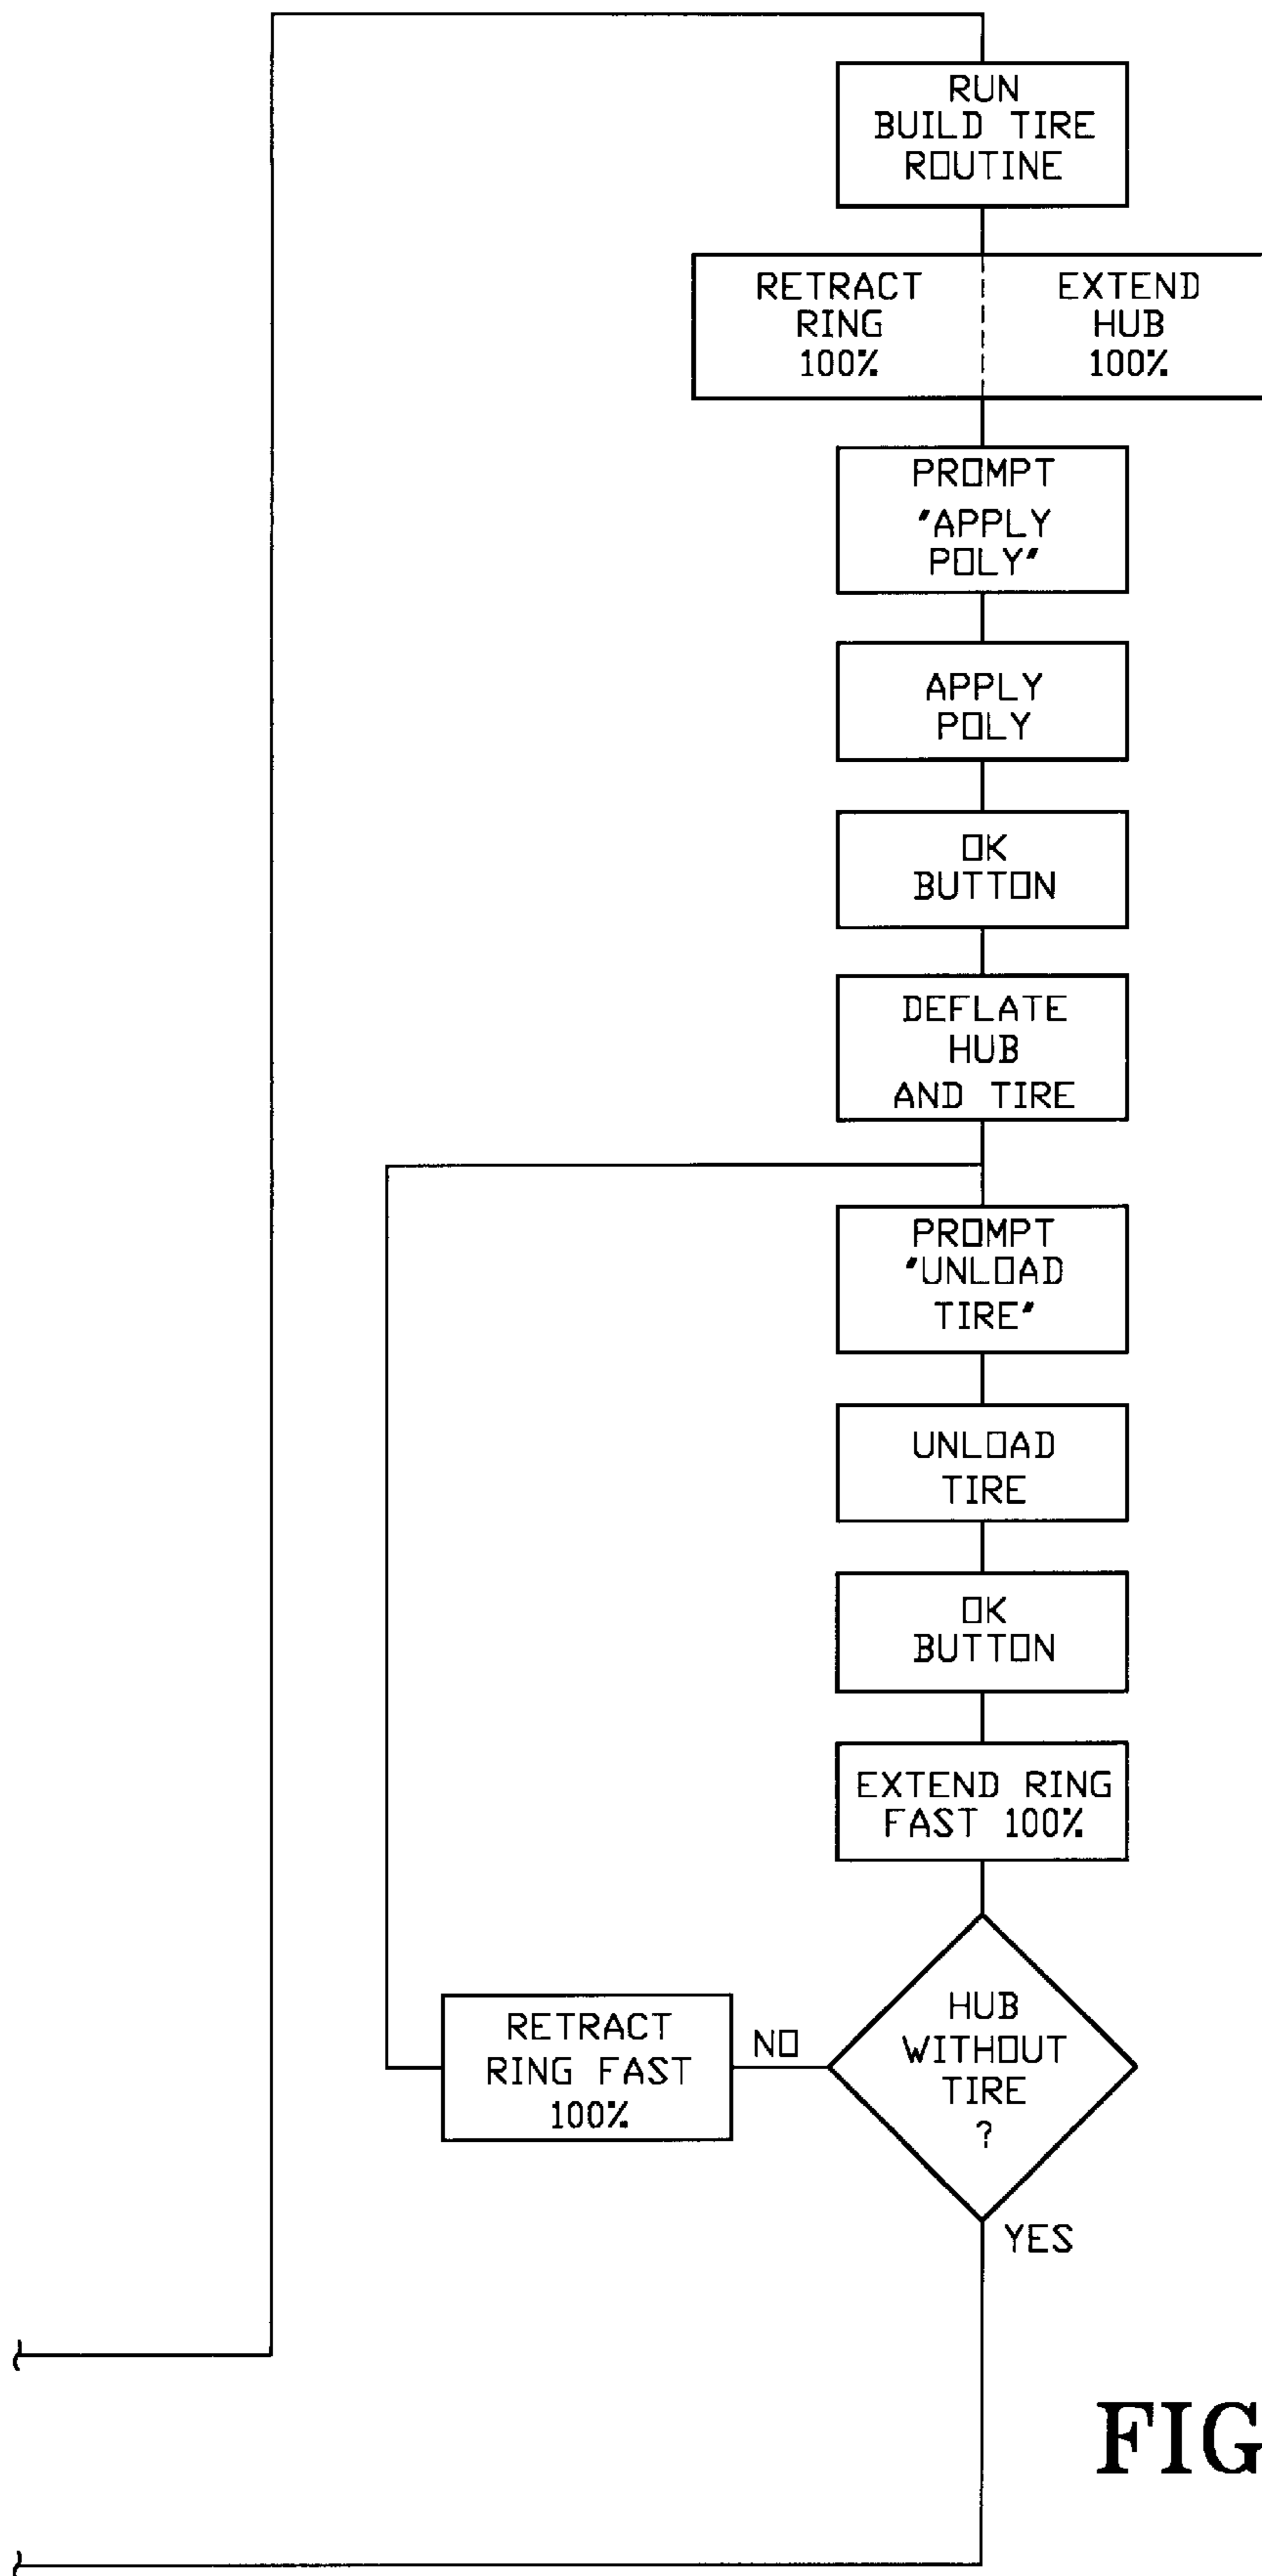 RUN
BUILD TIRE
ROUTINE
RETRACT
RING
100%
EXTEND
HUB
100%
PROMPT
"APPLY
POLY"
APPLY
POLY
OK
BUTTON
DEFLATE
HUB
AND TIRE
PROMPT
"UNLOAD
TIRE"
UNLOAD
TIRE
OK
BUTTON
EXTEND RING
FAST 100%
HUB
WITHOUT
TIRE
?
NO
RETRACT
RING FAST
100%
YES
FIG